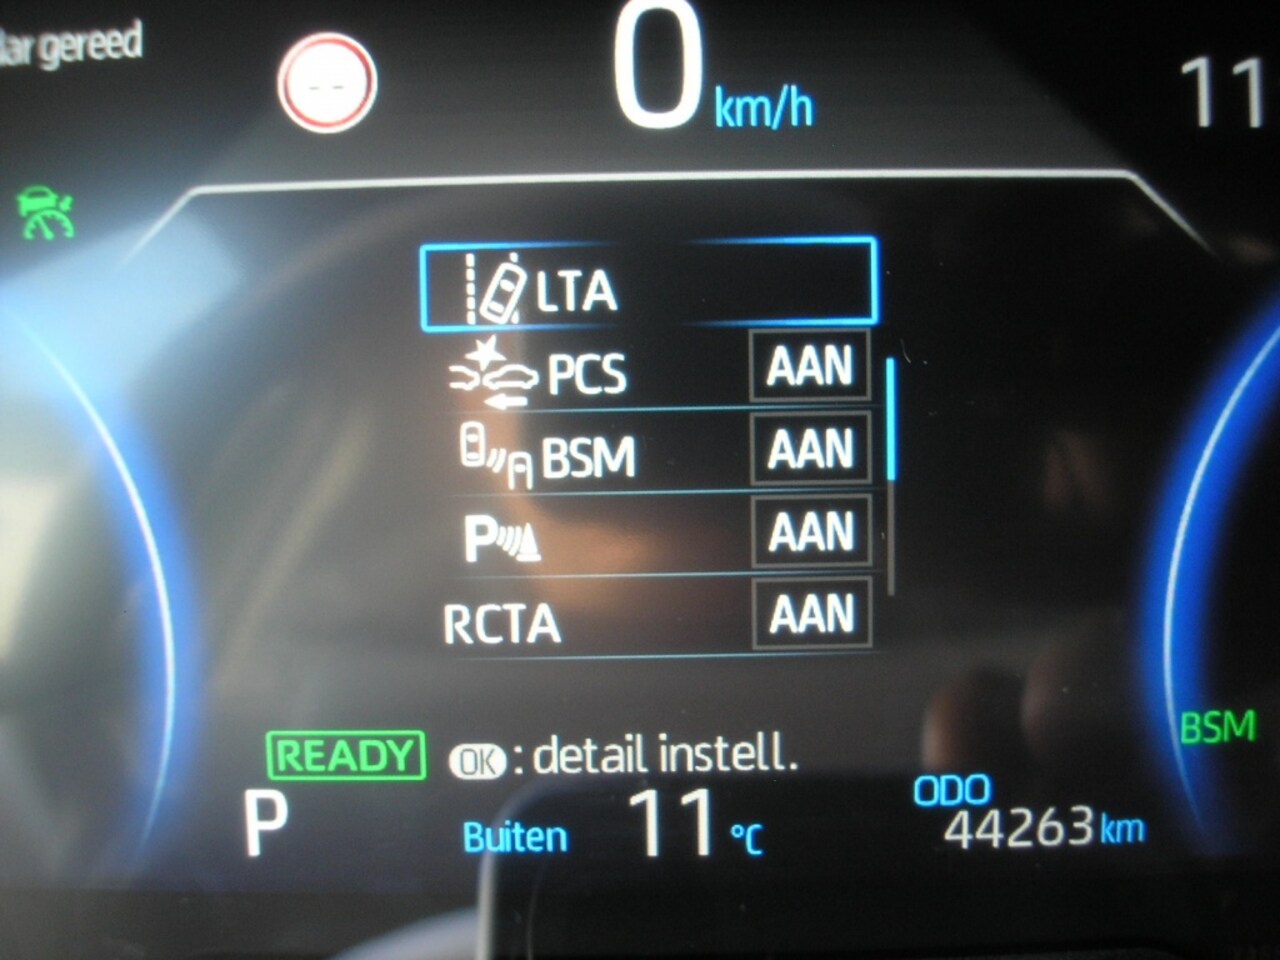 gereed
0 km/h
11
LTA
PCS AAN
BSM AAN
P AAN
RCTA AAN
READY OK : detail instell.
BSM
P Buiten 11 °C ODO 44263 km